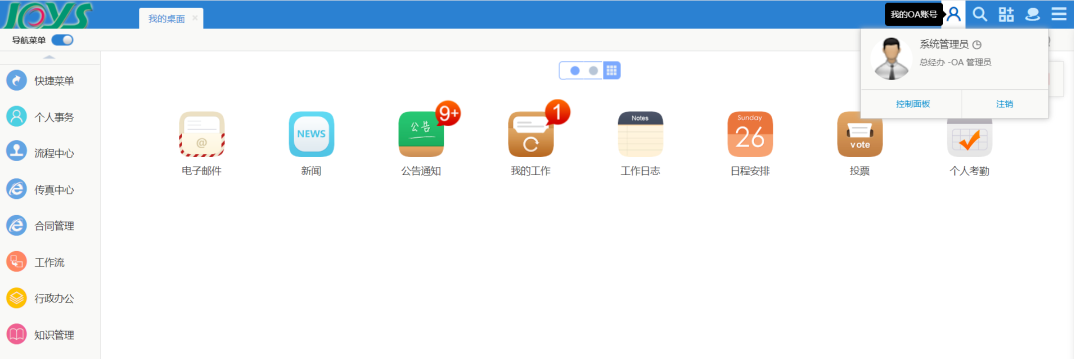 JOYS
我的桌面
我的OA账号
导航菜单
系统管理员
总经办 -OA 管理员
控制面板
注销
快捷菜单
个人事务
流程中心
传真中心
合同管理
工作流
行政办公
知识管理
@
NEWS
公告
9+
1
Notes
Sunday
26
vote
电子邮件
新闻
公告通知
我的工作
工作日志
日程安排
投票
个人考勤